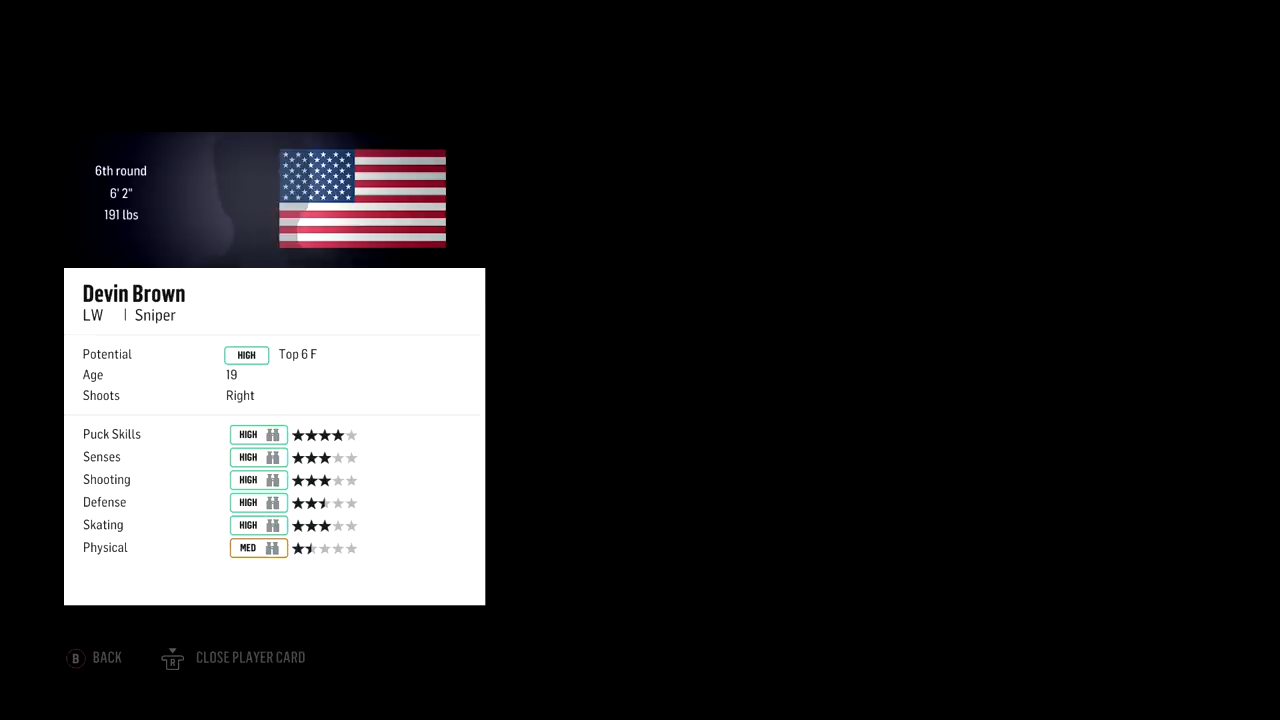 6th round
6' 2"
191 lbs
Devin Brown
LW | Sniper
Potential HIGH Top 6 F
Age 19
Shoots Right
Puck Skills HIGH
Senses HIGH
Shooting HIGH
Defense HIGH
Skating HIGH
Physical MED
B BACK R CLOSE PLAYER CARD